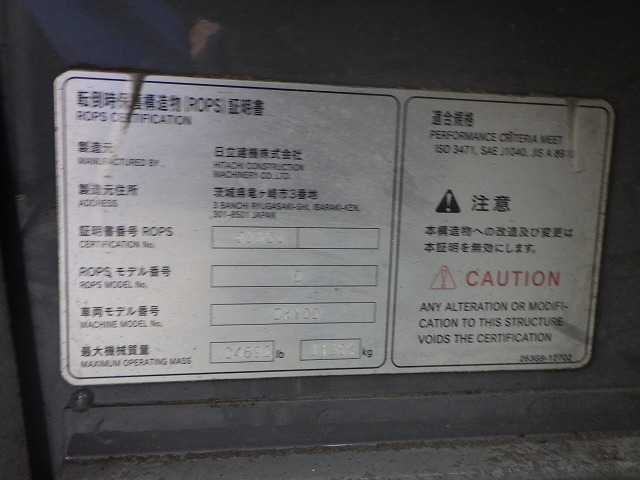 転倒時保護構造物(ROPS)証明書
ROPS CERTIFICATION
製造元
MANUFACTURED BY.
日立建機株式会社
HITACHI CONSTRUCTION
MACHINERY CO.LTD.
製造元住所
ADDRESS
茨城県竜ヶ崎市3番地
3 BANCHI RYUGASAKI-SHI, IBARAKI-KEN,
301-8501 JAPAN
証明書番号 ROPS
CERTIFICATION No.
ROPS モデル番号
ROPS MODEL No.
D
車両モデル番号
MACHINE MODEL No.
最大機械質量
MAXIMUM OPERATING MASS
lb
kg
適合規格
PERFORMANCE CRITERIA MEET
ISO 3471, SAE J1040, JIS A
注意
本構造物への改造及び変更は
本証明を無効にします。
CAUTION
ANY ALTERATION OR MODIFI-
CATION TO THIS STRUCTURE
VOIDS THE CERTIFICATION
263G9-12702